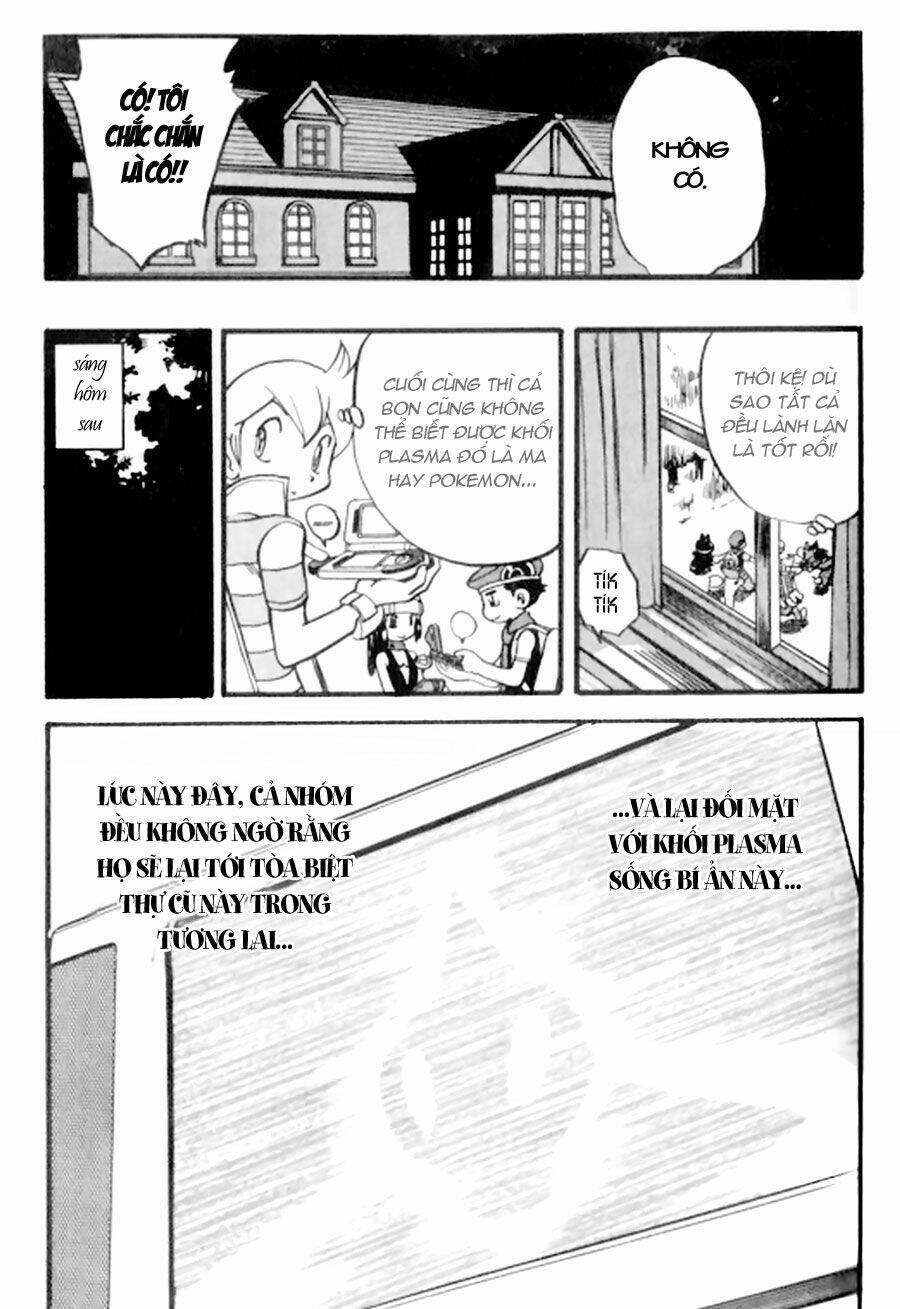 KHÔNG
CÓ.
CÓ! TÔI
CHẮC CHẮN
LÀ CÓ!!
THÔI KỆ! DÙ
SAO TẤT CẢ
ĐỀU LÀNH LẶN
LÀ TỐT RỒI!
TÍK
TÍK
CUỐI CÙNG THÌ CẢ
BỌN CŨNG KHÔNG
THỂ BIẾT ĐƯỢC KHỐI
PLASMA ĐÓ LÀ MA
HAY POKEMON...
sáng
hôm
sau
...VÀ LẠI ĐỐI MẶT
VỚI KHỐI PLASMA
SỐNG BÍ ẨN NÀY...
LÚC NÀY ĐÂY, CẢ NHÓM
ĐỀU KHÔNG NGỜ RẰNG
HỌ SẼ LẠI TỚI TÒA BIỆT
THỰ CŨ NÀY TRONG
TƯƠNG LAI...